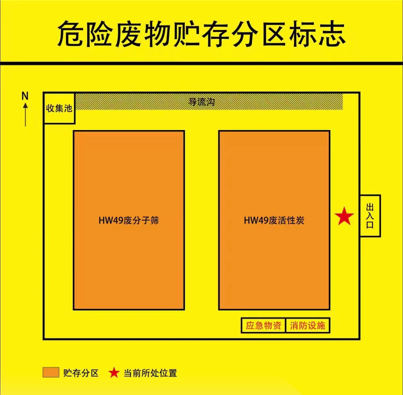 危险废物贮存分区标志
N
收集池
导流沟
HW49废分子筛
HW49废活性炭
出入口
应急物资
消防设施
贮存分区
当前所处位置